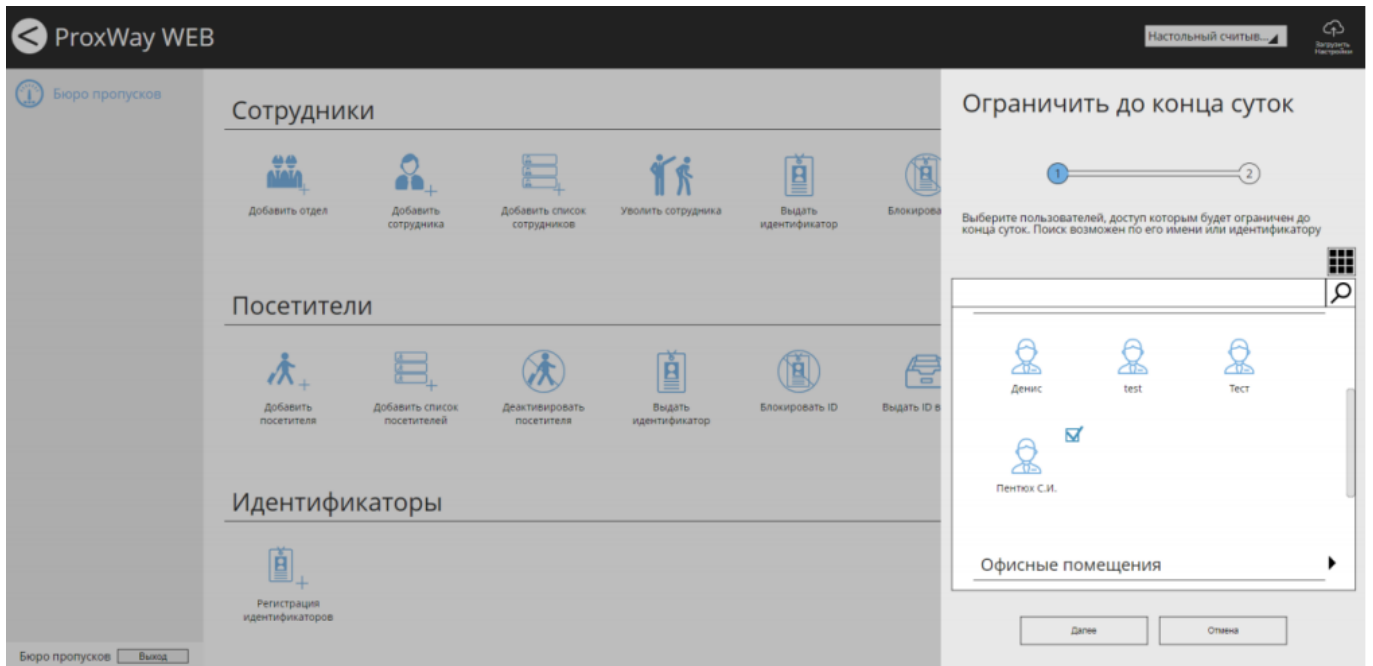 ProxWay WEB
Настольный считыв...
Загрузить
Настройки
Бюро пропусков
Сотрудники
Добавить отдел
Добавить
сотрудника
Добавить список
сотрудников
Уволить сотрудника
Выдать
идентификатор
Блокирова
Посетители
Добавить
посетителя
Добавить список
посетителей
Деактивировать
посетителя
Выдать
идентификатор
Блокировать ID
Выдать ID в
Идентификаторы
Регистрация
идентификаторов
Бюро пропусков
Выход
Ограничить до конца суток
1
2
Выберите пользователей, доступ которым будет ограничен до
конца суток. Поиск возможен по его имени или идентификатору
Денис
test
Тест
Пентюх С.И.
Офисные помещения
Далее
Отмена